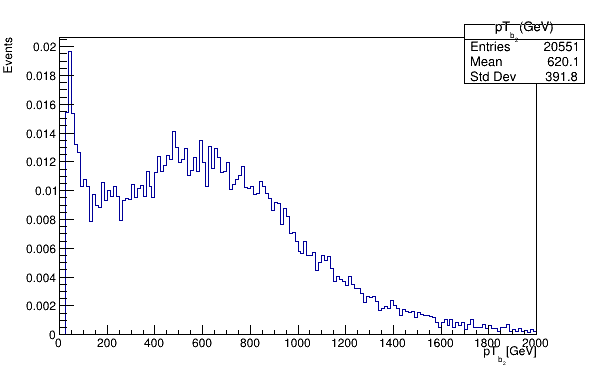 pT_b₂(GeV)
Entries 20551
Mean 620.1
Std Dev 391.8
Events
0.02
0.018
0.016
0.014
0.012
0.01
0.008
0.006
0.004
0.002
0
0 200 400 600 800 1000 1200 1400 1600 1800 2000
pT_b₂[GeV]